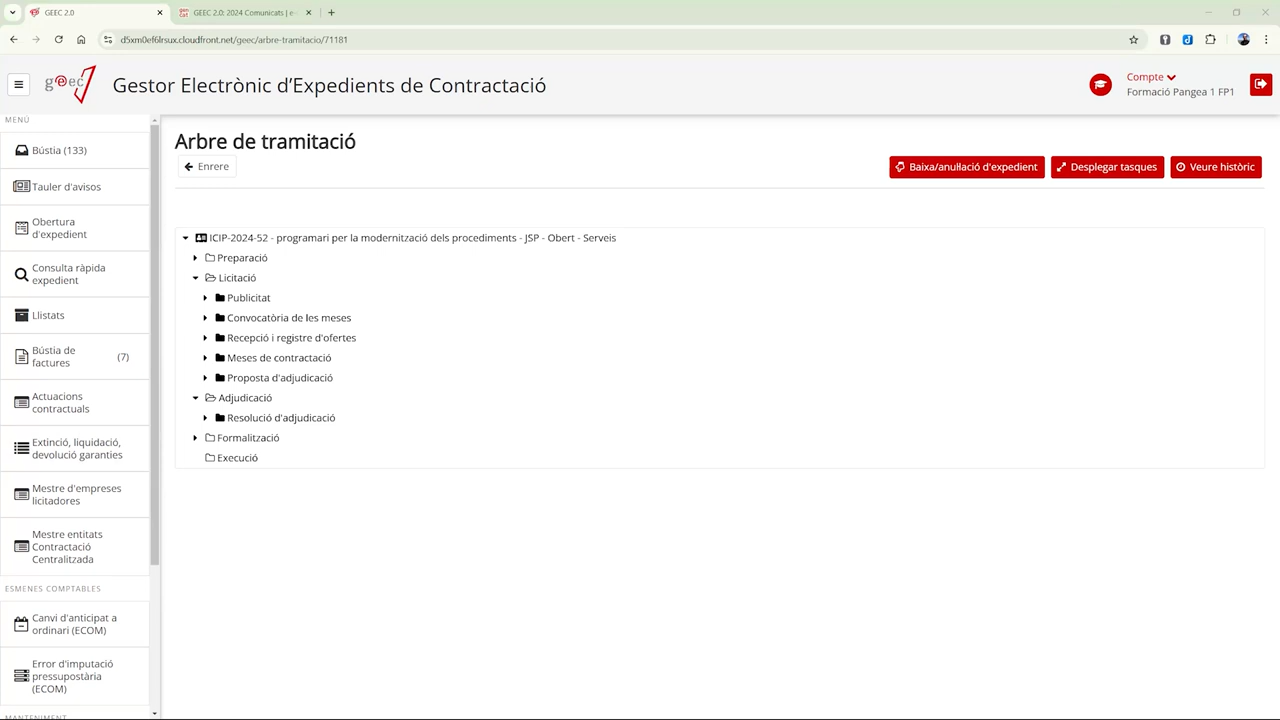 GEEC 2.0
GEEC 2.0: 2024 Comunicats | e-
d5xm0ef6lrsux.cloudfront.net/geec/arbre-tramitacio/71181
geec
Gestor Electrònic d'Expedients de Contractació
Compte
Formació Pangea 1 FP1
MENÚ
Bústia (133)
Tauler d'avisos
Obertura
d'expedient
Consulta ràpida
expedient
Llistats
Bústia de
factures (7)
Actuacions
contractuals
Extinció, liquidació,
devolució garanties
Mestre d'empreses
licitadores
Mestre entitats
Contractació
Centralitzada
ESMENES COMPTABLES
Canvi d'anticipat a
ordinari (ECOM)
Error d'imputació
pressupostària
(ECOM)
MANTENIMENT
Arbre de tramitació
Enrere
Baixa/anul·lació d'expedient
Desplegar tasques
Veure històric
ICIP-2024-52 - programari per la modernització dels procediments - JSP - Obert - Serveis
Preparació
Licitació
Publicitat
Convocatòria de les meses
Recepció i registre d'ofertes
Meses de contractació
Proposta d'adjudicació
Adjudicació
Resolució d'adjudicació
Formalització
Execució